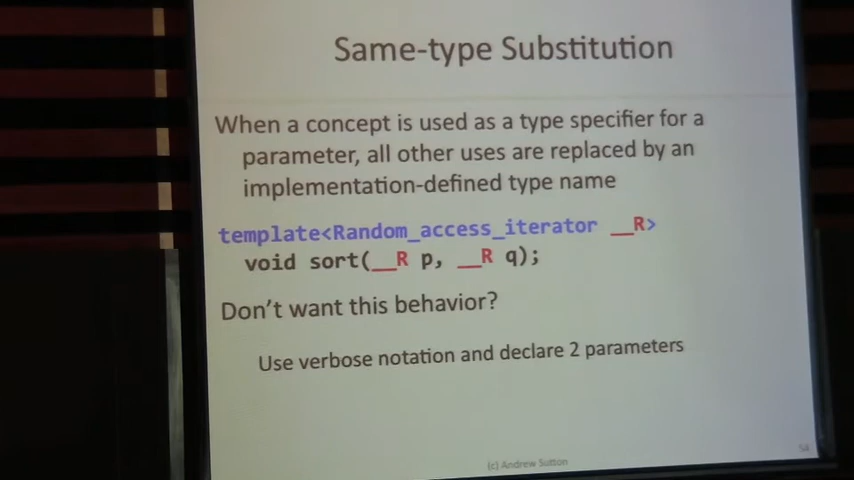 Same-type Substitution
When a concept is used as a type specifier for a
parameter, all other uses are replaced by an
implementation-defined type name
template<Random_access_iterator __R>
void sort(__R p, __R q);
Don't want this behavior?
Use verbose notation and declare 2 parameters
(c) Andrew Sutton
54